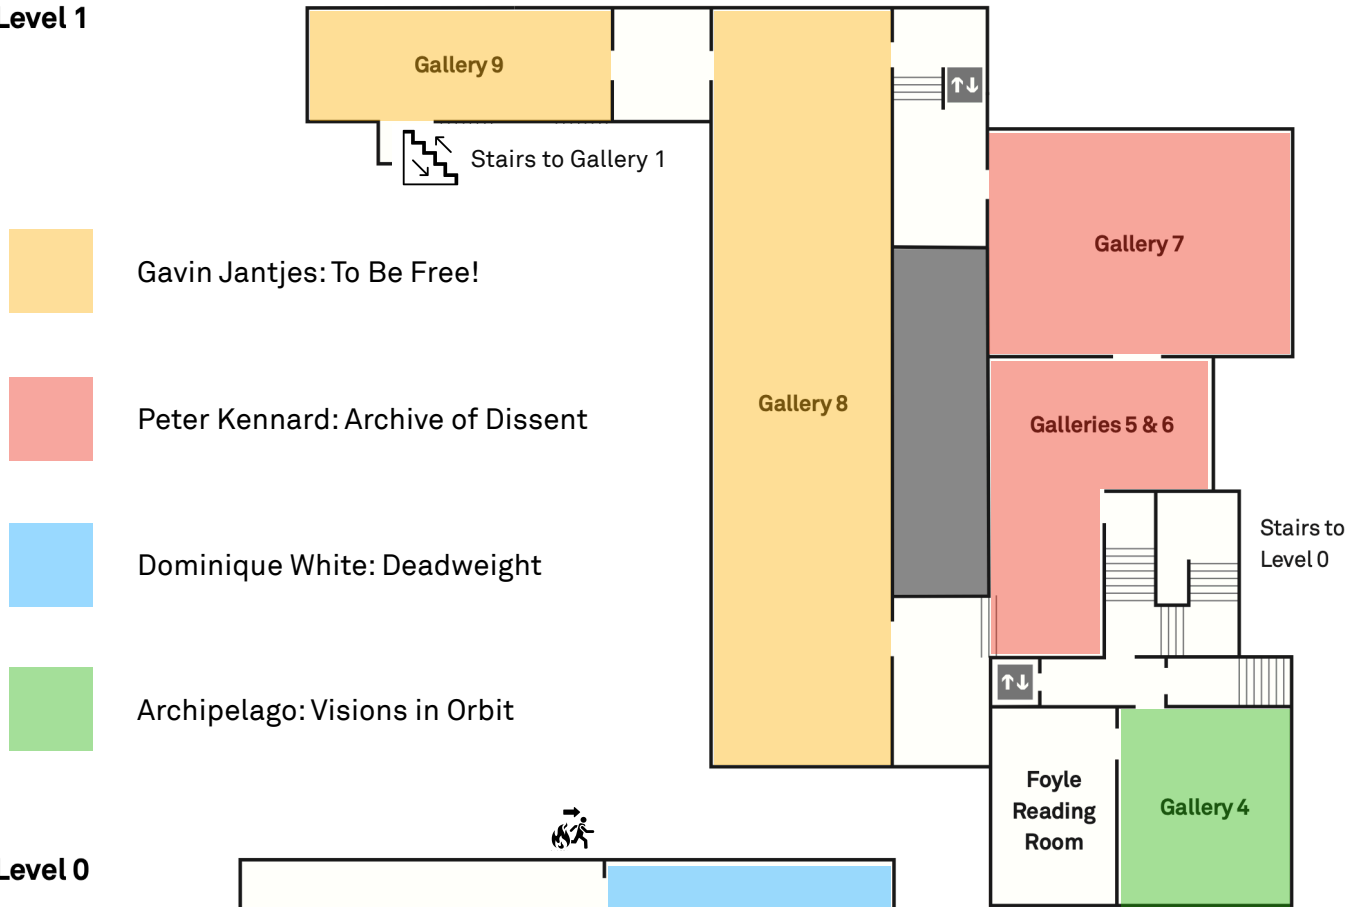 Level 1
Gallery 9
Stairs to Gallery 1
Gallery 7
Gavin Jantjes: To Be Free!
Peter Kennard: Archive of Dissent
Gallery 8
Galleries 5 & 6
Stairs to
Level 0
Dominique White: Deadweight
Archipelago: Visions in Orbit
Foyle
Reading
Room
Gallery 4
Level 0